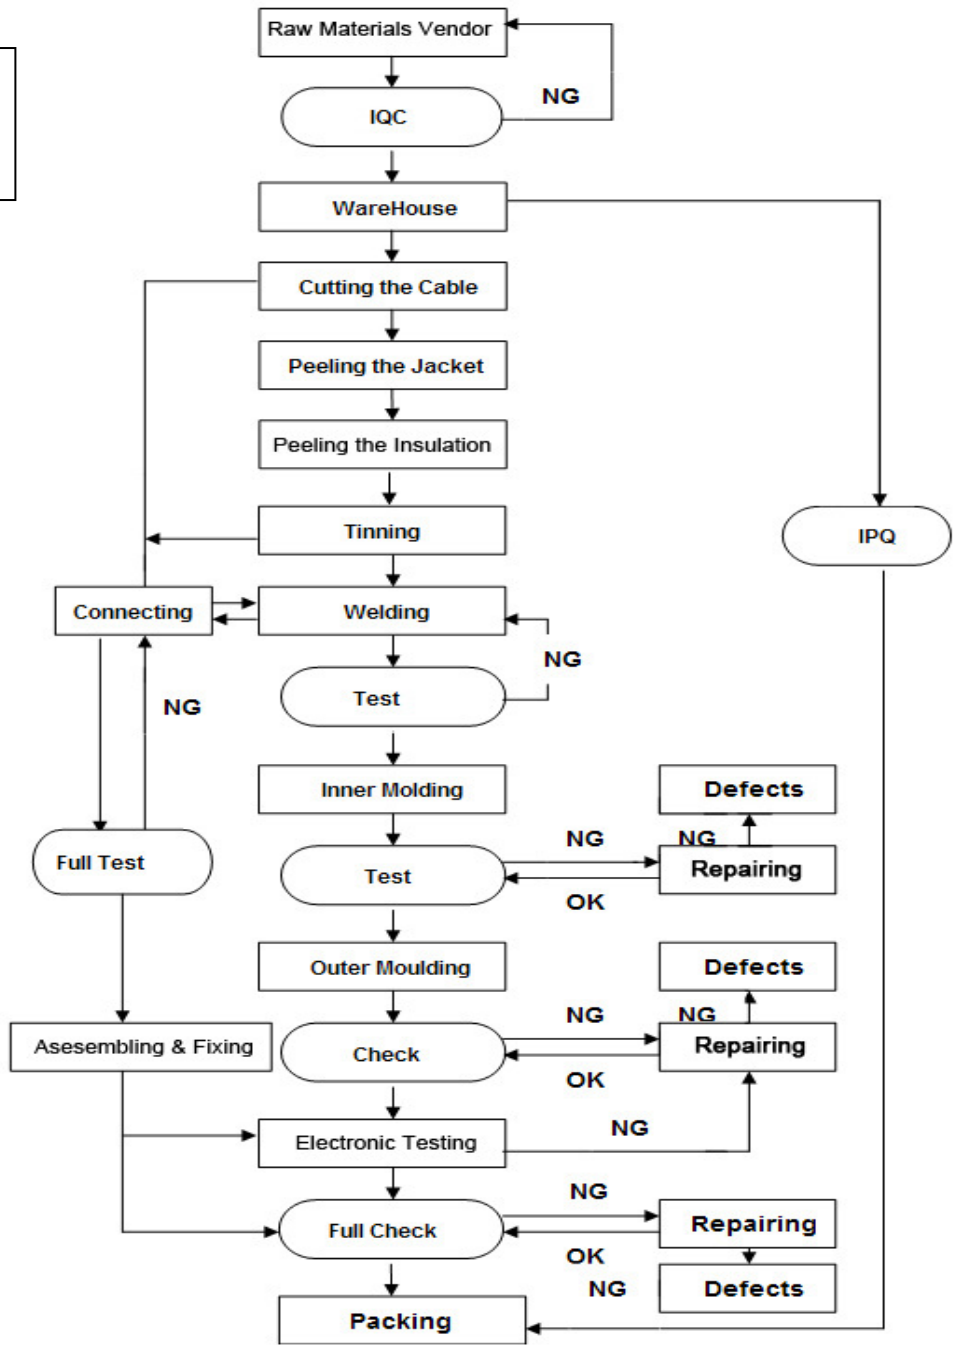 Raw Materials Vendor
NG
IQC
WareHouse
Cutting the Cable
Peeling the Jacket
Peeling the Insulation
Tinning
IPQ
Connecting
Welding
NG
Test
NG
Inner Molding
Defects
NG
NG
Full Test
Test
Repairing
OK
Outer Moulding
Defects
NG
NG
Asesembling & Fixing
Check
Repairing
OK
NG
Electronic Testing
NG
Full Check
Repairing
OK
NG
Defects
Packing